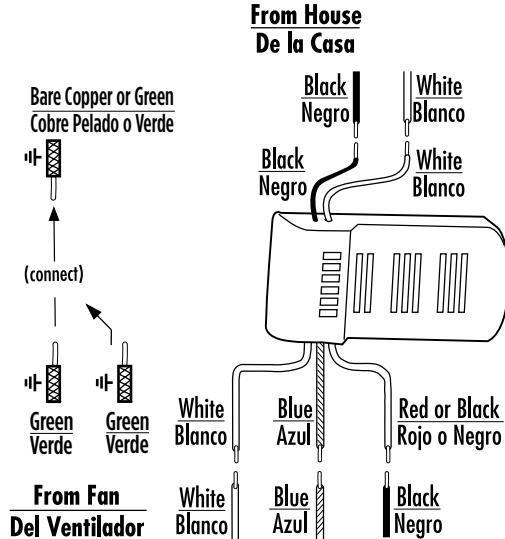 From House
De la Casa
Bare Copper or Green
Cobre Pelado o Verde
Black
Negro
White
Blanco
Black
Negro
White
Blanco
(connect)
Green
Verde
Green
Verde
White
Blanco
Blue
Azul
Red or Black
Rojo o Negro
From Fan
Del Ventilador
White
Blanco
Blue
Azul
Black
Negro